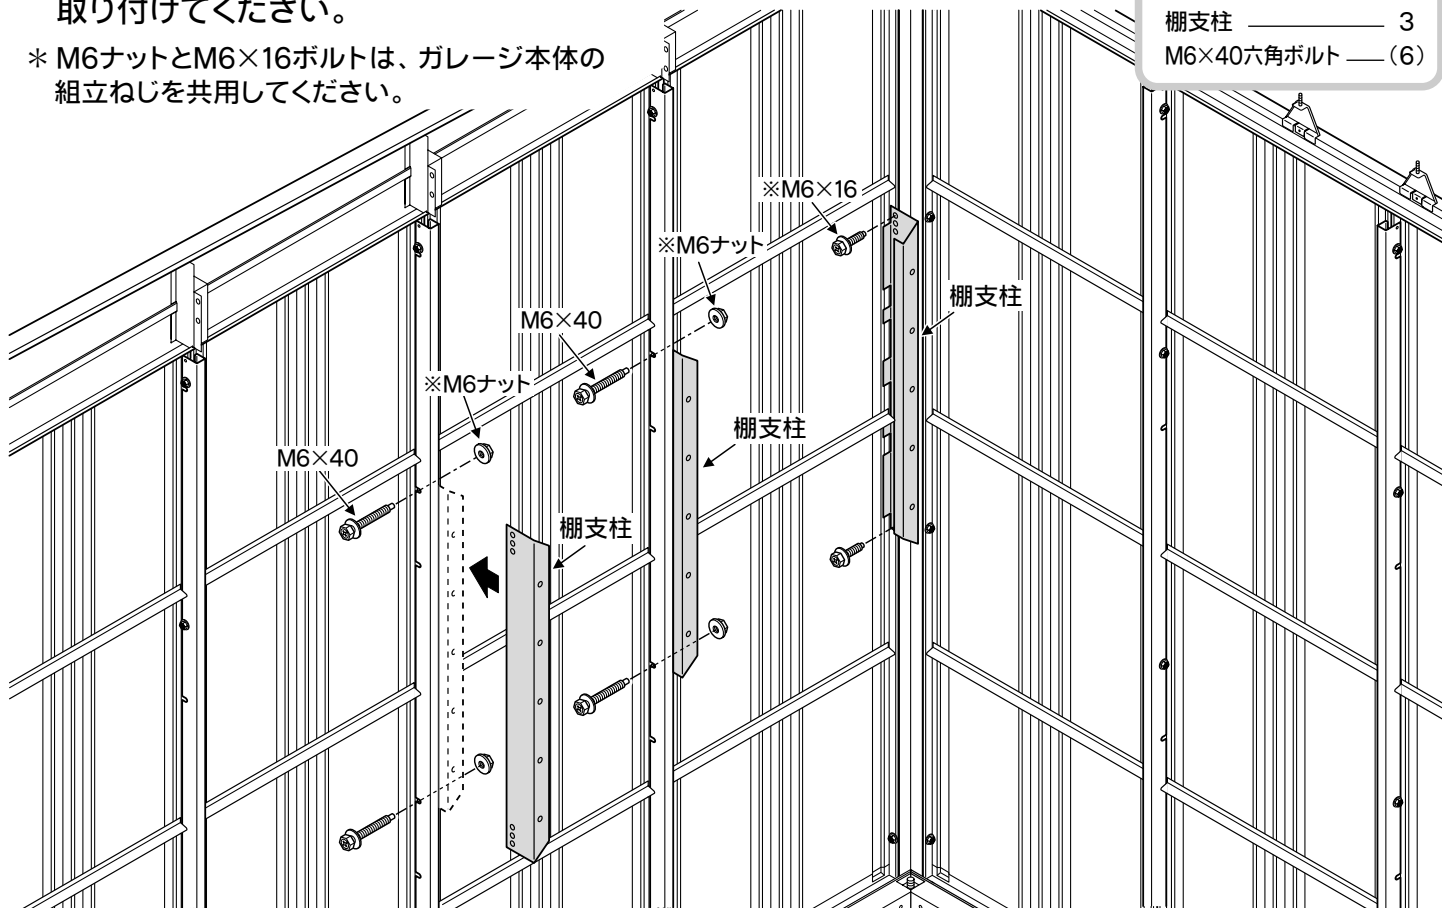 取り付けてください。
＊ M6ナットとM6×16ボルトは、ガレージ本体の
組立ねじを共用してください。
棚支柱 3
M6×40六角ボルト (6)
※M6×16
※M6ナット
棚支柱
M6×40
※M6ナット
棚支柱
M6×40
棚支柱